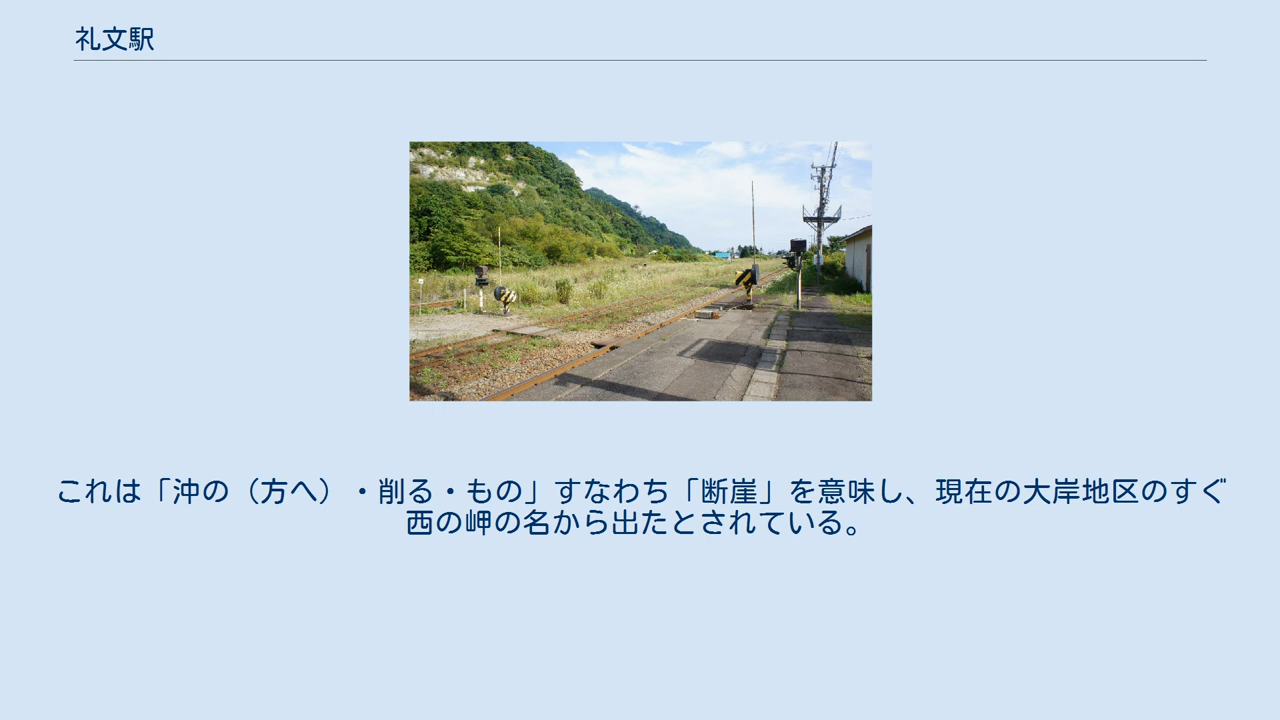 礼文駅
これは「沖の（方へ）・削る・もの」すなわち「断崖」を意味し、現在の大岸地区のすぐ
西の岬の名から出たとされている。